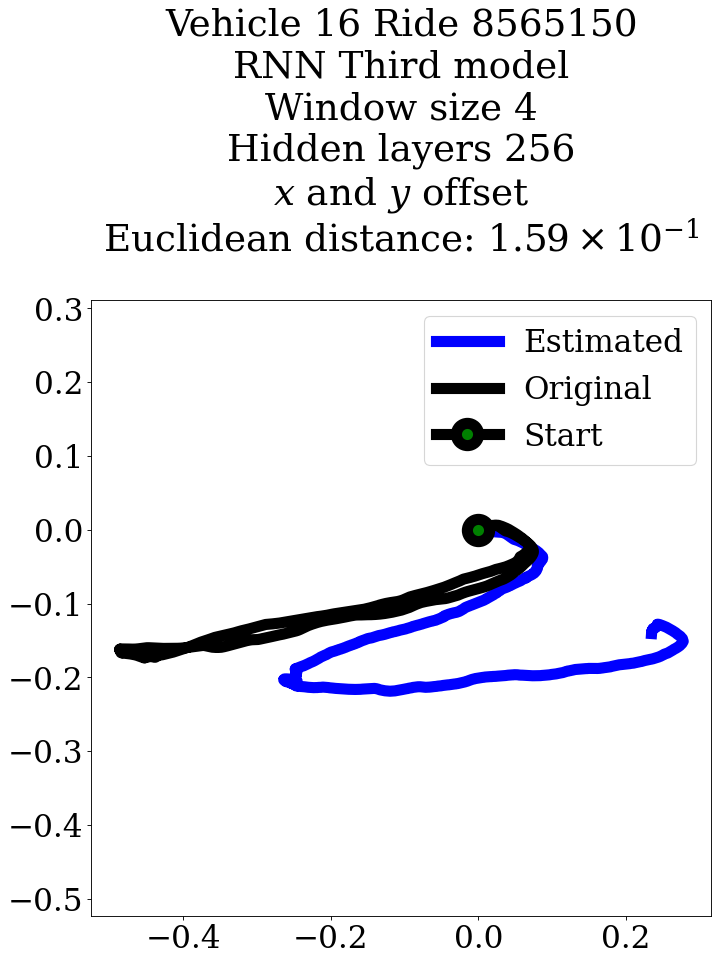 Vehicle 16 Ride 8565150
RNN Third model
Window size 4
Hidden layers 256
x and y offset
Euclidean distance: 1.59 × 10⁻¹
Estimated
Original
Start
0.3
0.2
0.1
0.0
−0.1
−0.2
−0.3
−0.4
−0.5
−0.4
−0.2
0.0
0.2